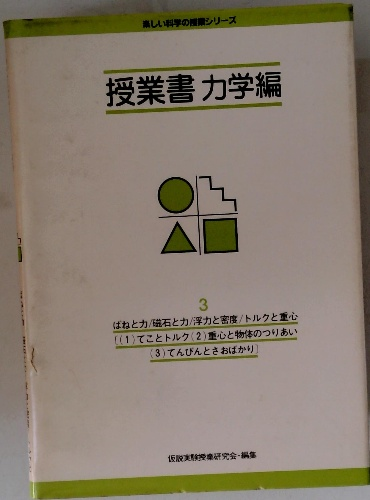 楽しい科学の授業シリーズ
授業書 力学編
3
ばねと力/磁石と力/浮力と密度/トルクと重心
[(1)てことトルク(2)重心と物体のつりあい
(3)てんびんとさおばかり]
仮説実験授業研究会・編集